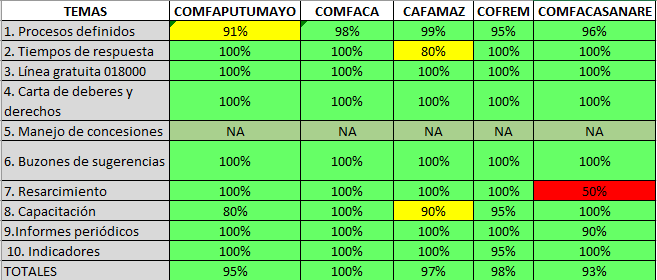 TEMAS COMFAPUTUMAYO COMFACA CAFAMAZ COFREM COMFACASANARE
1. Procesos definidos 91% 98% 99% 95% 96%
2. Tiempos de respuesta 100% 100% 80% 100% 100%
3. Línea gratuita 018000 100% 100% 100% 100% 100%
4. Carta de deberes y
derechos 100% 100% 100% 100% 100%
5. Manejo de concesiones NA NA NA NA NA
6. Buzones de sugerencias 100% 100% 100% 100% 100%
7. Resarcimiento 100% 100% 100% 100% 50%
8. Capacitación 80% 100% 90% 95% 100%
9.Informes periódicos 100% 100% 100% 100% 90%
10. Indicadores 100% 100% 100% 95% 100%
TOTALES 95% 100% 97% 98% 93%